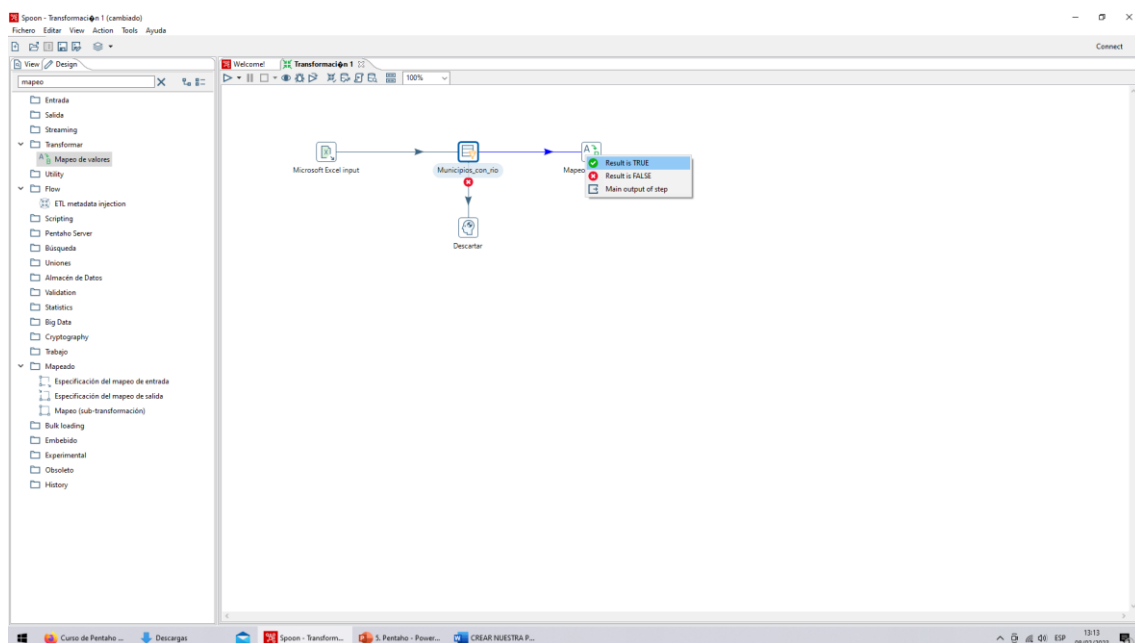 Spoon - Transformaci�n 1 (cambiado)
Fichero Editar View Action Tools Ayuda
Connect
View Design
Welcome! Transformaci�n 1
mapeo
100%
Entrada
Salida
Streaming
Transformar
Mapeo de valores
Utility
Flow
ETL metadata injection
Scripting
Pentaho Server
Búsqueda
Uniones
Almacén de Datos
Validation
Statistics
Big Data
Cryptography
Trabajo
Mapeado
Especificación del mapeo de entrada
Especificación del mapeo de salida
Mapeo (sub-transformación)
Bulk loading
Embebido
Experimental
Obsoleto
History
Microsoft Excel input
Municipios_con_rio
Mapeo
Result is TRUE
Result is FALSE
Main output of step
Descartar
Curso de Pentaho ... Descargas Spoon - Transform... 5. Pentaho - Power... CREAR NUESTRA P... ESP 13:13